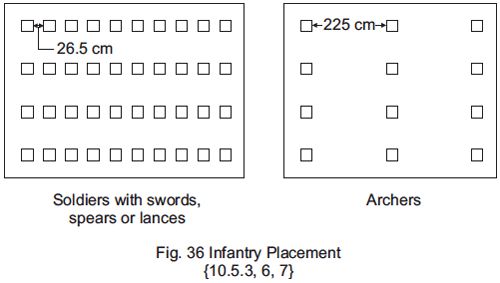 26.5 cm
225 cm
Soldiers with swords,
spears or lances
Archers
Fig. 36 Infantry Placement
{10.5.3, 6, 7}